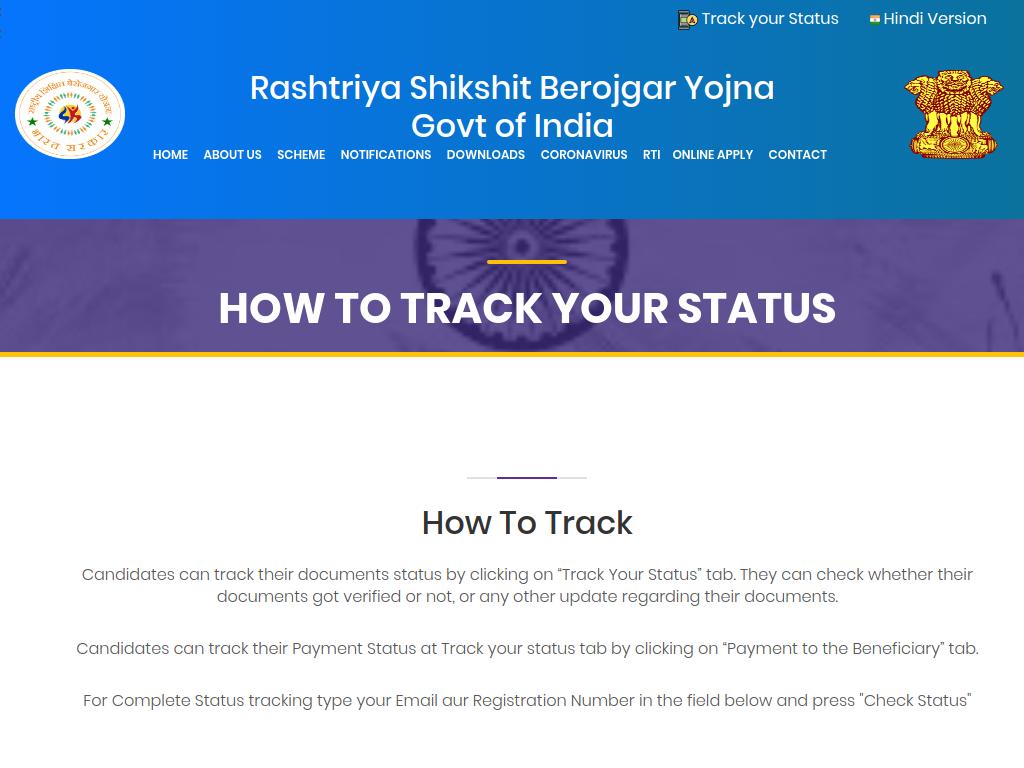 Track your Status
Hindi Version
Rashtriya Shikshit Berojgar Yojna
Govt of India
राष्ट्रीय शिक्षित बेरोजगार योजना
भारत सरकार
HOME ABOUT US SCHEME NOTIFICATIONS DOWNLOADS CORONAVIRUS RTI ONLINE APPLY CONTACT
HOW TO TRACK YOUR STATUS
How To Track
Candidates can track their documents status by clicking on “Track Your Status” tab. They can check whether their
documents got verified or not, or any other update regarding their documents.
Candidates can track their Payment Status at Track your status tab by clicking on “Payment to the Beneficiary” tab.
For Complete Status tracking type your Email aur Registration Number in the field below and press "Check Status"